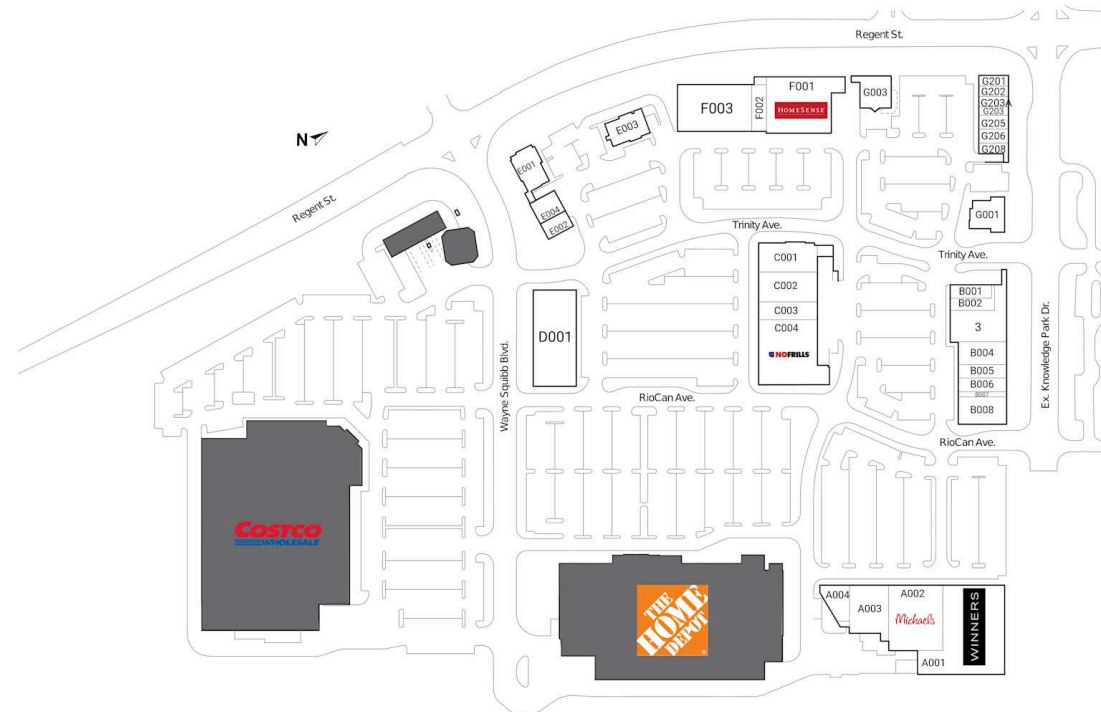 Regent St.
F001
HOMESENSE
F002
F003
G003
G201
G202
G203A
G203
G205
G206
G208
E003
N
E001
E004
E002
Regent St.
G001
Trinity Ave.
Trinity Ave.
C001
C002
C003
C004
NOFRILLS
B001
B002
3
B004
B005
B006
B007
B008
Ex. Knowledge Park Dr.
D001
Wayne Squibb Blvd.
RioCan Ave.
RioCan Ave.
COSTCO
WHOLESALE
THE
HOME
DEPOT
A004
A003
A002
Michaels
WINNERS
A001